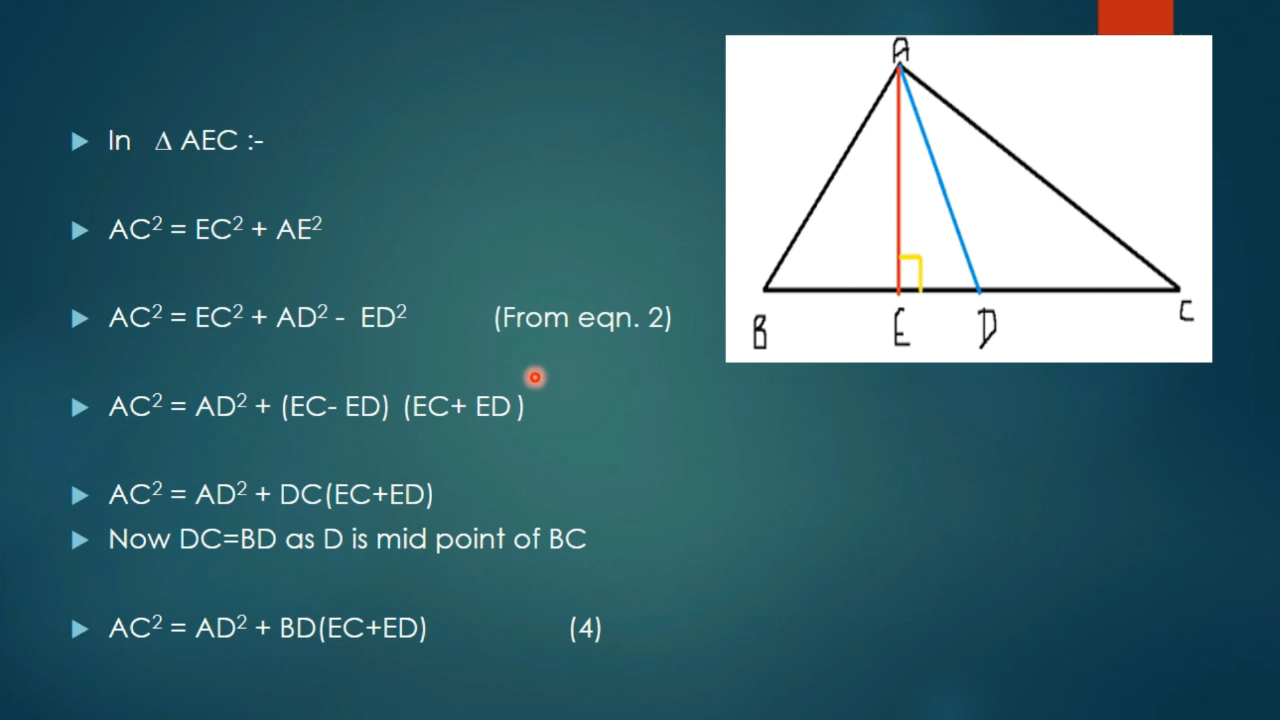 In Δ AEC :-
AC² = EC² + AE²
AC² = EC² + AD² - ED² (From eqn. 2)
AC² = AD² + (EC- ED) (EC+ ED )
AC² = AD² + DC(EC+ED)
Now DC=BD as D is mid point of BC
AC² = AD² + BD(EC+ED) (4)
A
B E D C